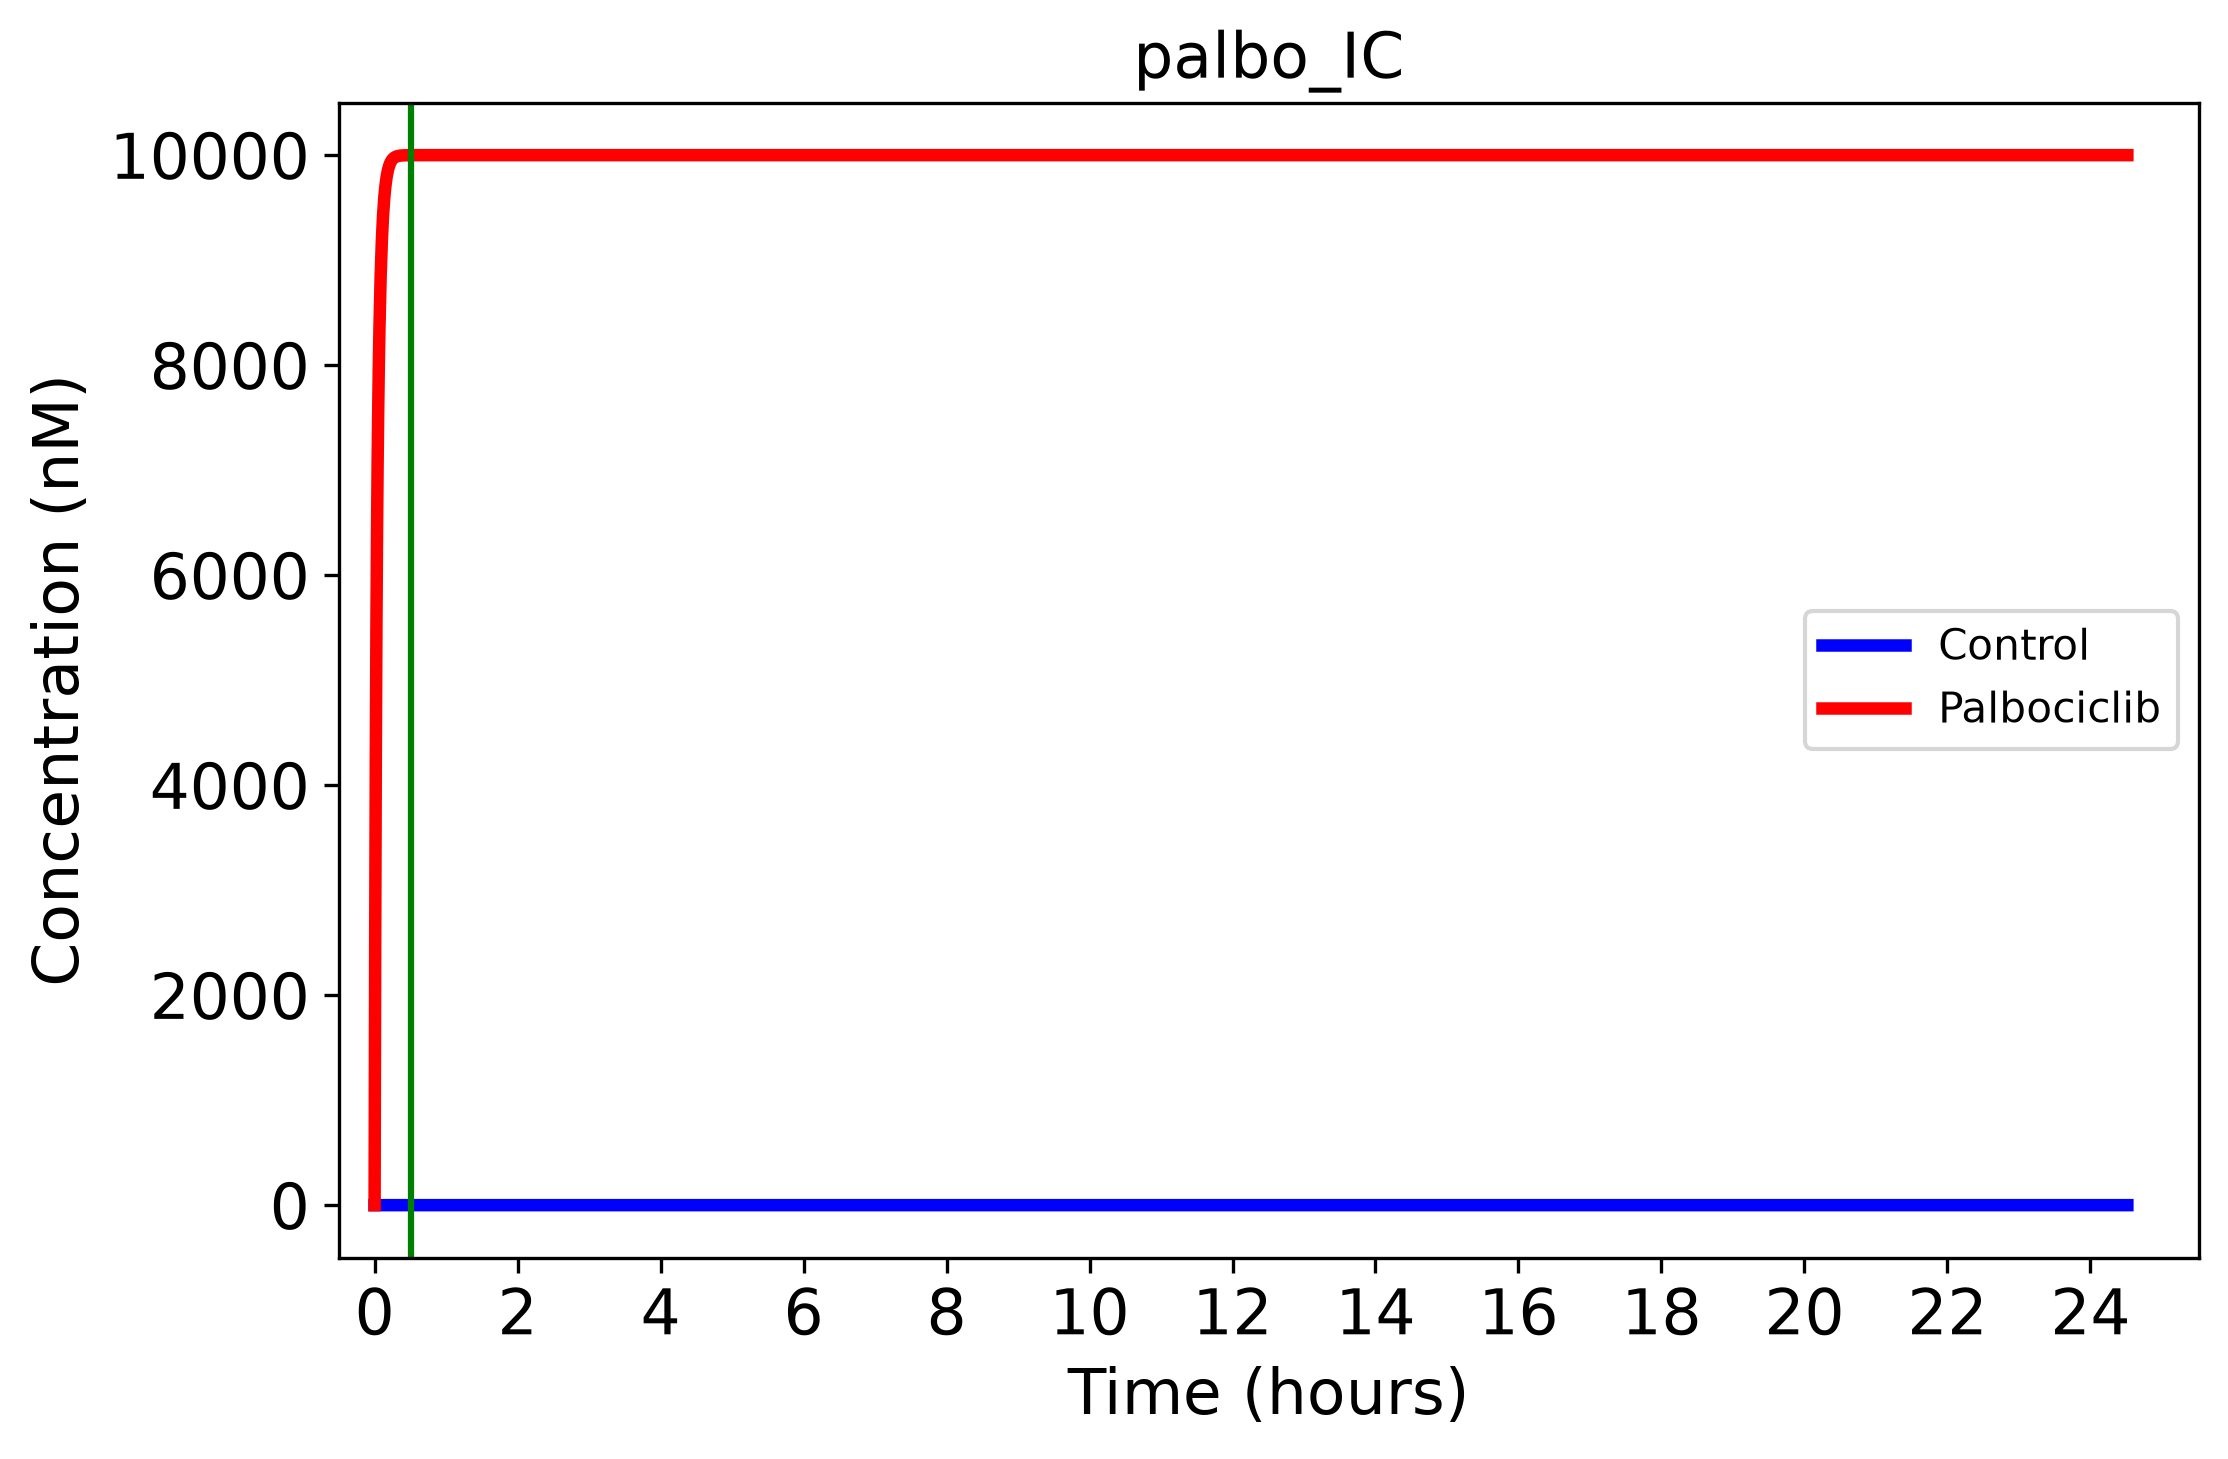 palbo_IC
Concentration (nM)
10000
8000
6000
4000
2000
0
Control
Palbociclib
0 2 4 6 8 10 12 14 16 18 20 22 24
Time (hours)